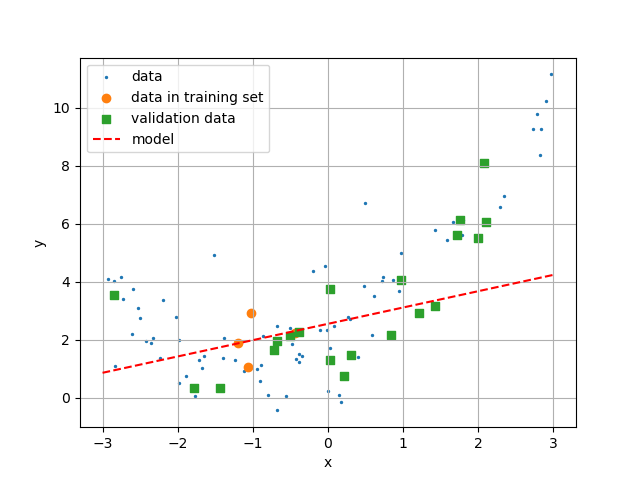 data
data in training set
validation data
model
10
8
6
4
2
0
y
−3 −2 −1 0 1 2 3
x